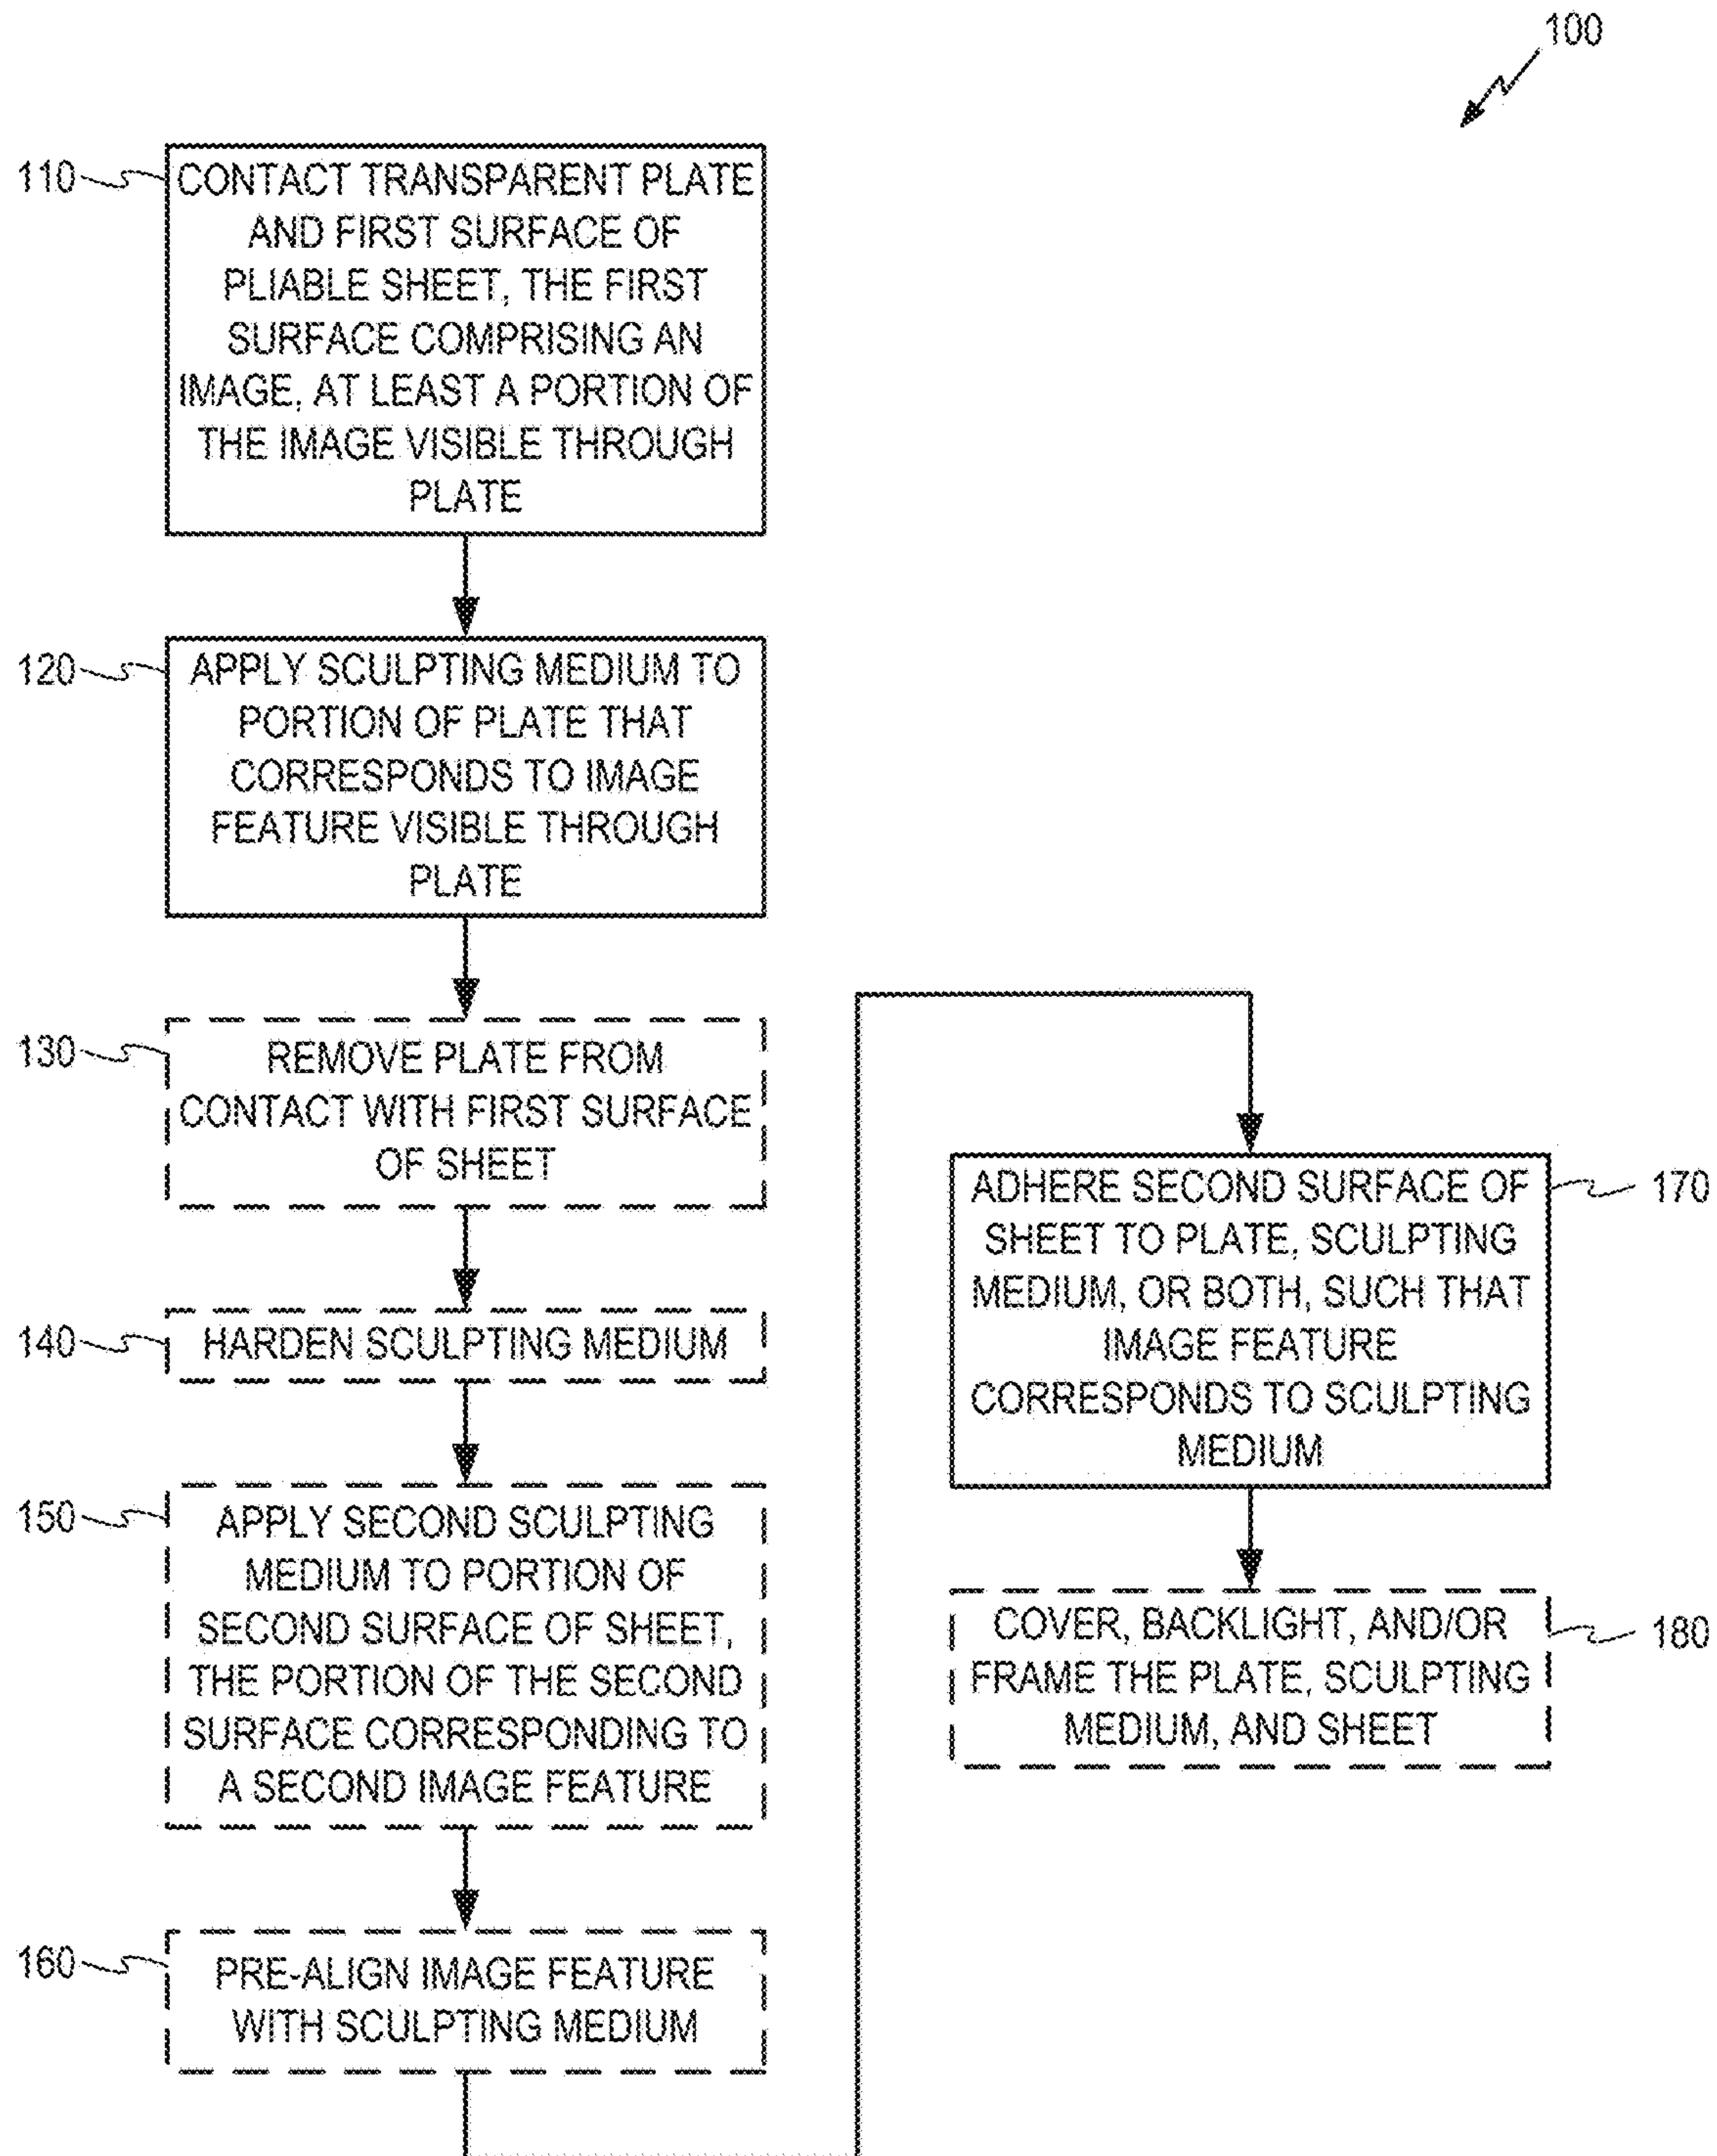 100
110
CONTACT TRANSPARENT PLATE
AND FIRST SURFACE OF
PLIABLE SHEET, THE FIRST
SURFACE COMPRISING AN
IMAGE, AT LEAST A PORTION OF
THE IMAGE VISIBLE THROUGH
PLATE
120
APPLY SCULPTING MEDIUM TO
PORTION OF PLATE THAT
CORRESPONDS TO IMAGE
FEATURE VISIBLE THROUGH
PLATE
130
REMOVE PLATE FROM
CONTACT WITH FIRST SURFACE
OF SHEET
140
HARDEN SCULPTING MEDIUM
150
APPLY SECOND SCULPTING
MEDIUM TO PORTION OF
SECOND SURFACE OF SHEET,
THE PORTION OF THE SECOND
SURFACE CORRESPONDING TO
A SECOND IMAGE FEATURE
160
PRE-ALIGN IMAGE FEATURE
WITH SCULPTING MEDIUM
170
ADHERE SECOND SURFACE OF
SHEET TO PLATE, SCULPTING
MEDIUM, OR BOTH, SUCH THAT
IMAGE FEATURE
CORRESPONDS TO SCULPTING
MEDIUM
180
COVER, BACKLIGHT, AND/OR
FRAME THE PLATE, SCULPTING
MEDIUM, AND SHEET